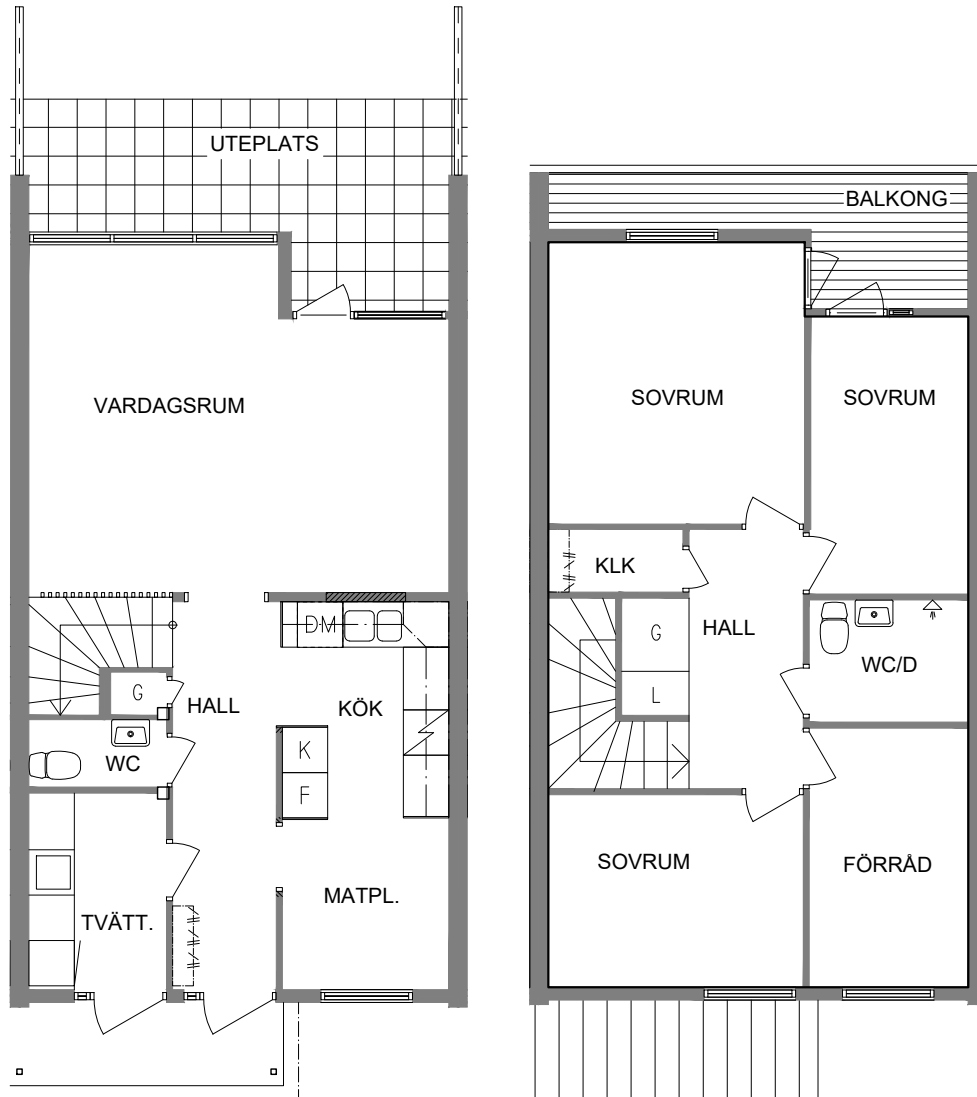 UTEPLATS
VARDAGSRUM
DM
G
HALL
KÖK
WC
K
F
TVÄTT.
MATPL.
BALKONG
SOVRUM
SOVRUM
KLK
G
HALL
L
WC/D
SOVRUM
FÖRRÅD